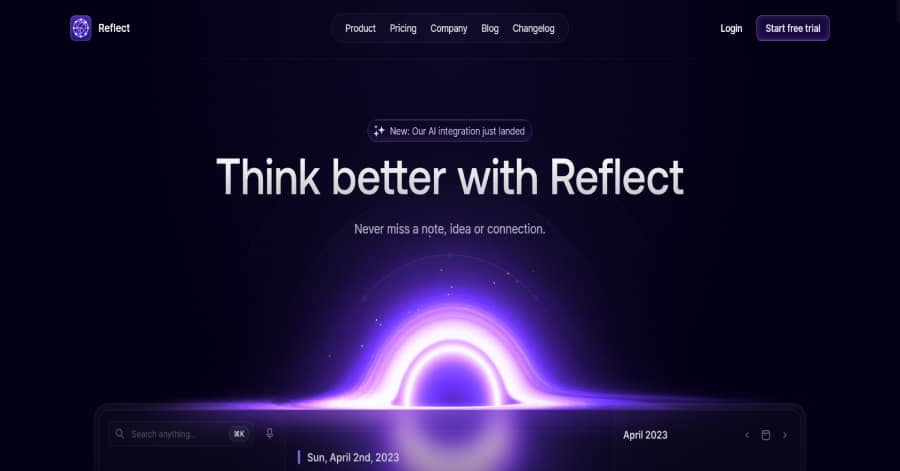 Reflect
Product Pricing Company Blog Changelog
Login
Start free trial
New: Our AI integration just landed
Think better with Reflect
Never miss a note, idea or connection.
Search anything...
⌘K
April 2023
Sun, April 2nd, 2023